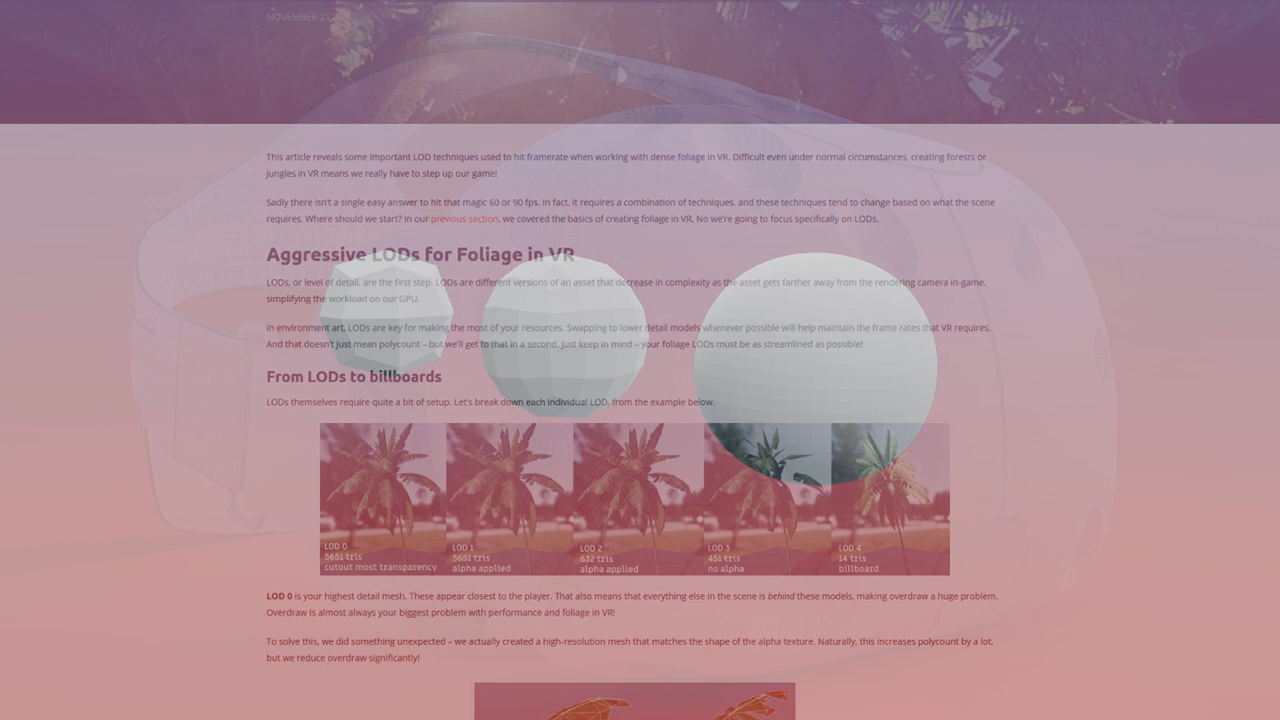 NOVEMBER 21,
This article reveals some important LOD techniques used to hit framerate when working with dense foliage in VR. Difficult even under normal circumstances, creating forests or
jungles in VR means we really have to step up our game!
Sadly there isn't a single easy answer to hit that magic 60 or 90 fps. In fact, it requires a combination of techniques, and these techniques tend to change based on what the scene
requires. Where should we start? In our previous section, we covered the basics of creating foliage in VR. No we're going to focus specifically on LODs.
Aggressive LODs for Foliage in VR
LODs, or level of detail, are the first step. LODs are different versions of an asset that decrease in complexity as the asset gets farther away from the rendering camera in-game,
simplifying the workload on our GPU.
In environment art, LODs are key for making the most of your resources. Swapping to lower detail models whenever possible will help maintain the frame rates that VR requires.
And that doesn't just mean polycount – but we'll get to that in a second. Just keep in mind – your foliage LODs must be as streamlined as possible!
From LODs to billboards
LODs themselves require quite a bit of setup. Let's break down each individual LOD, from the example below.
LOD 0
5651 tris
cutout most transparency
LOD 1
5651 tris
alpha applied
LOD 2
632 tris
alpha applied
LOD 3
451 tris
no alpha
LOD 4
14 tris
billboard
LOD 0 is your highest detail mesh. These appear closest to the player. That also means that everything else in the scene is behind these models, making overdraw a huge problem.
Overdraw is almost always your biggest problem with performance and foliage in VR!
To solve this, we did something unexpected – we actually created a high-resolution mesh that matches the shape of the alpha texture. Naturally, this increases polycount by a lot,
but we reduce overdraw significantly!